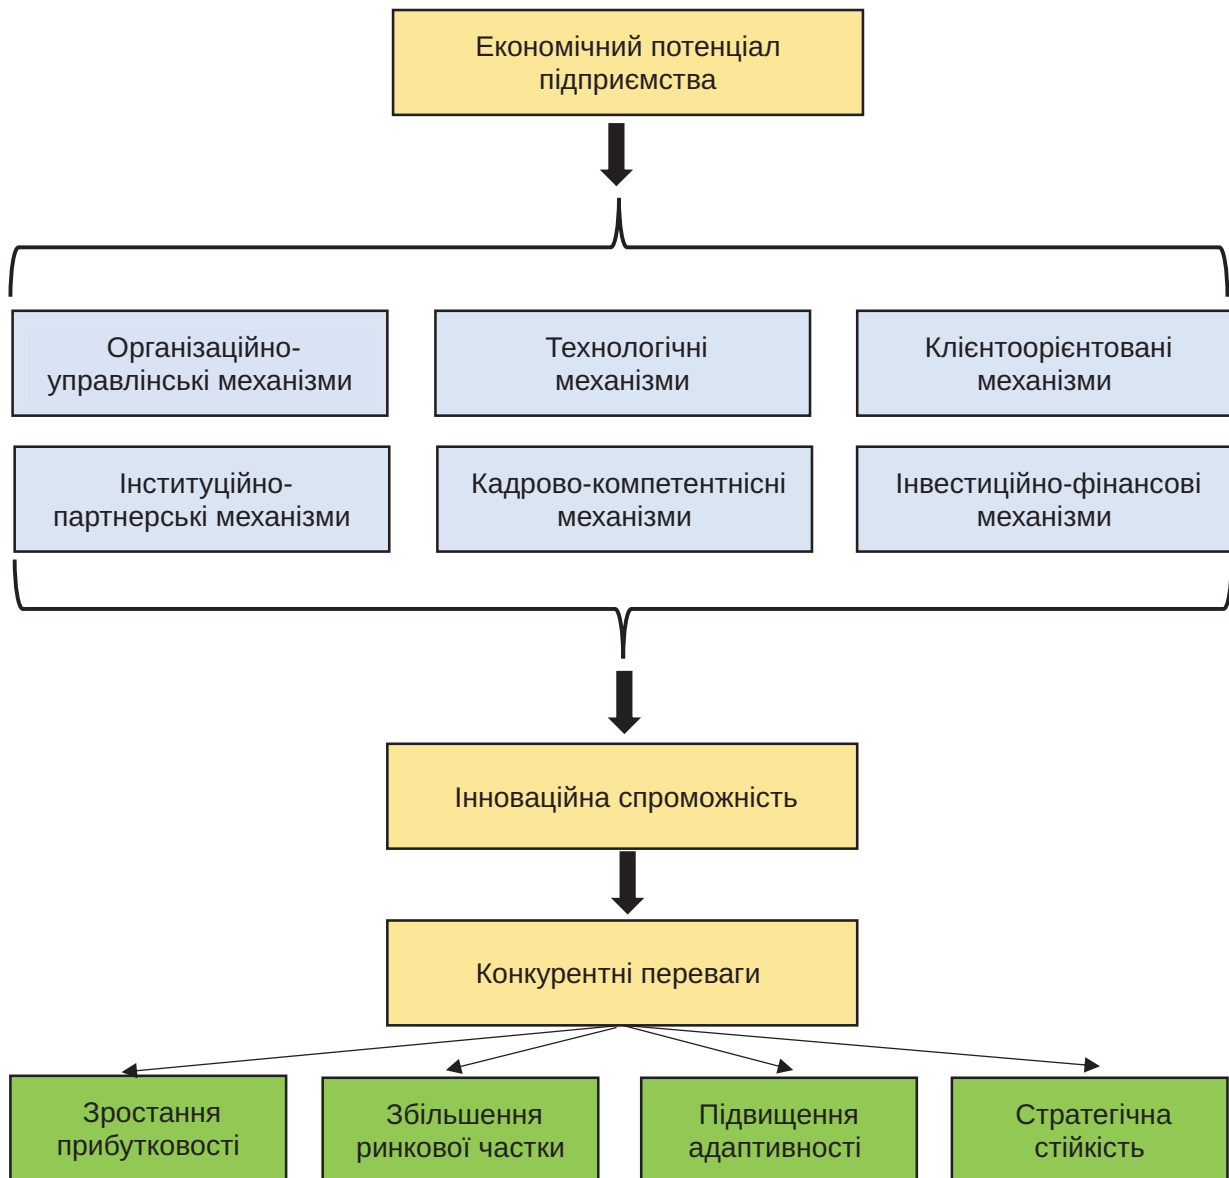 Економічний потенціал
підприємства
Організаційно-
управлінські механізми
Технологічні
механізми
Клієнтоорієнтовані
механізми
Інституційно-
партнерські механізми
Кадрово-компетентнісні
механізми
Інвестиційно-фінансові
механізми
Інноваційна спроможність
Конкурентні переваги
Зростання
прибутковості
Збільшення
ринкової частки
Підвищення
адаптивності
Стратегічна
стійкість